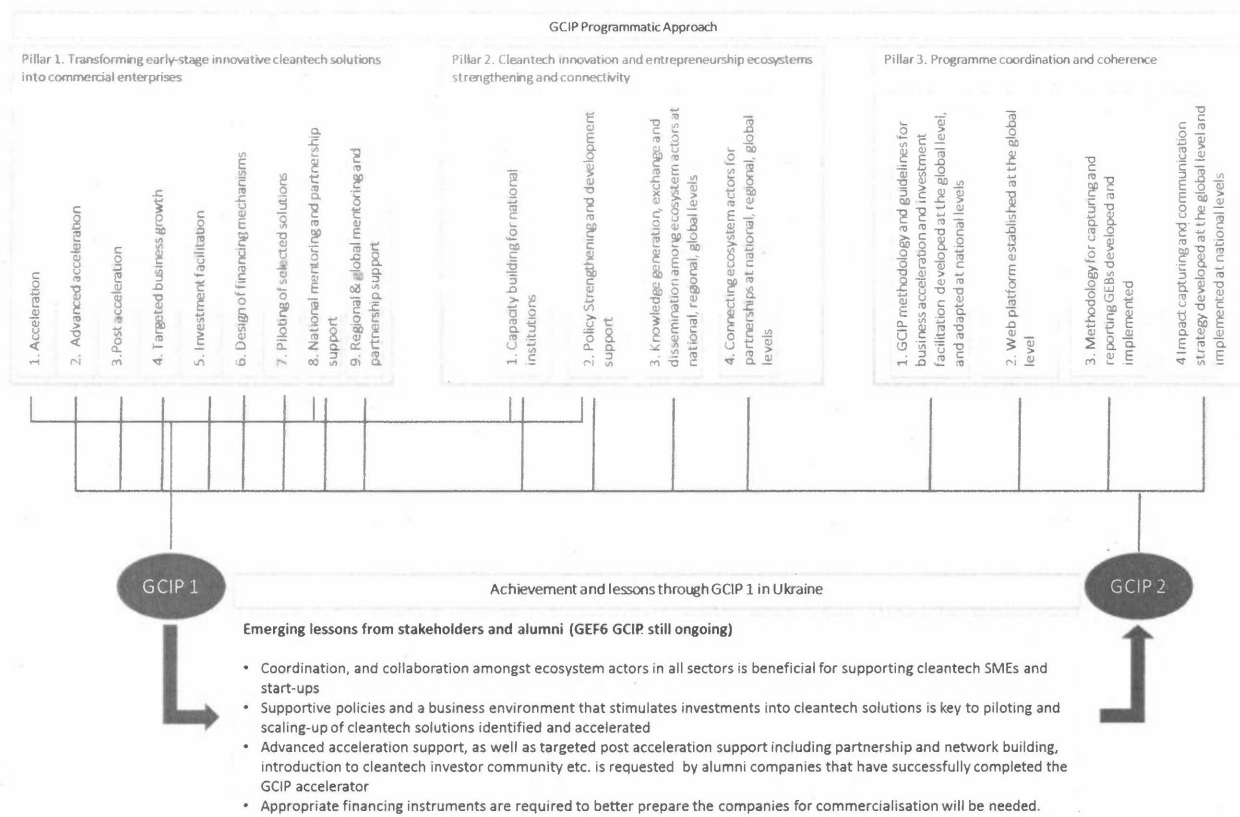 GCIP Programmatic Approach
Pillar 1. Transforming early-stage innovative cleantech solutions
into commercial enterprises
1. Acceleration
2. Advanced acceleration
3. Post acceleration
4. Targeted business growth
5. Investment facilitation
6. Design of financing mechanisms
7. Piloting of selected solutions
8. National mentoring and partnership
support
9. Regional & global mentoring and
partnership support
Pillar 2. Cleantech innovation and entrepreneurship ecosystems
strengthening and connectivity
1. Capacity building for national
institutions
2. Policy Strengthening and development
support
3. Knowledge generation, exchange and
dissemination among ecosystem actors at
national, regional, global levels
4. Connecting ecosystem actors for
partnerships at national, regional, global
levels
Pillar 3. Programme coordination and coherence
1. GCIP methodology and guidelines for
business acceleration and investment
facilitation developed at the global level,
and adapted at national levels
2. Web platform established at the global
level
3. Methodology for capturing and
reporting GEBs developed and
implemented
4 Impact capturing and communication
strategy developed at the global level and
implemented at national levels
GCIP 1
Achievement and lessons through GCIP 1 in Ukraine
GCIP 2
Emerging lessons from stakeholders and alumni (GEF6 GCIP still ongoing)
• Coordination, and collaboration amongst ecosystem actors in all sectors is beneficial for supporting cleantech SMEs and
start-ups
• Supportive policies and a business environment that stimulates investments into cleantech solutions is key to piloting and
scaling-up of cleantech solutions identified and accelerated
• Advanced acceleration support, as well as targeted post acceleration support including partnership and network building,
introduction to cleantech investor community etc. is requested by alumni companies that have successfully completed the
GCIP accelerator
• Appropriate financing instruments are required to better prepare the companies for commercialisation will be needed.